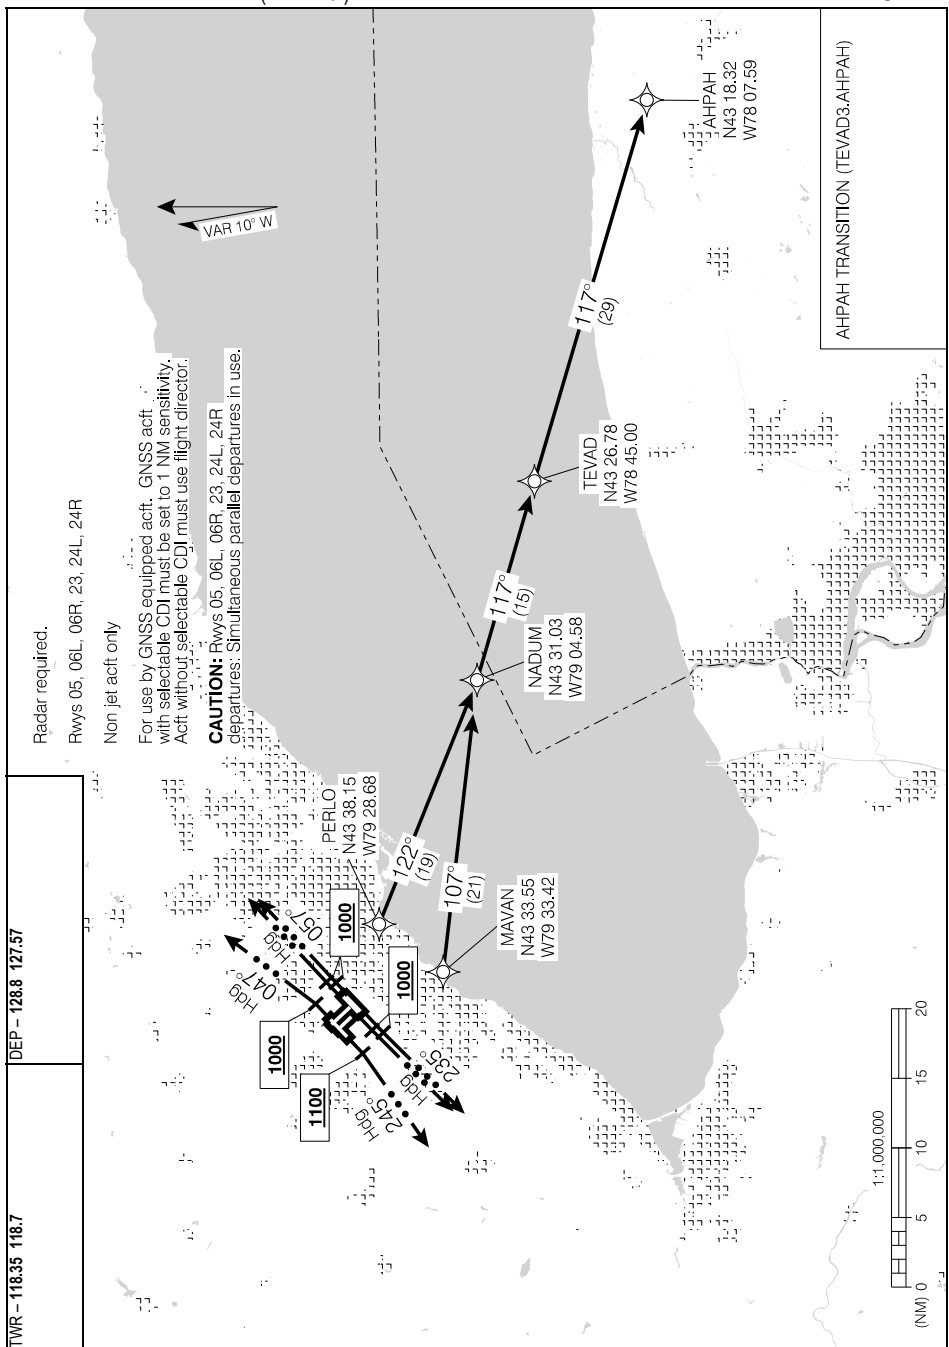 TWR – 118.35 118.7
DEP – 128.8 127.57
Radar required.
Rwys 05, 06L, 06R, 23, 24L, 24R
Non jet acft only
For use by GNSS equipped acft. GNSS acft
with selectable CDI must be set to 1 NM sensitivity.
Acft without selectable CDI must use flight director.
CAUTION: Rwys 05, 06L, 06R, 23, 24L, 24R
departures: Simultaneous parallel departures in use.
VAR 10° W
Hdg
047°
Hdg
057°
1000
1000
1000
1100
Hdg
245°
Hdg
235°
PERLO
N43 38.15
W79 28.68
122°
(19)
107°
(21)
MAVAN
N43 33.55
W79 33.42
NADUM
N43 31.03
W79 04.58
117°
(15)
TEVAD
N43 26.78
W78 45.00
117°
(29)
AHPAH
N43 18.32
W78 07.59
1:1,000,000
(NM) 0 5 10 15 20
AHPAH TRANSITION (TEVAD3.AHPAH)